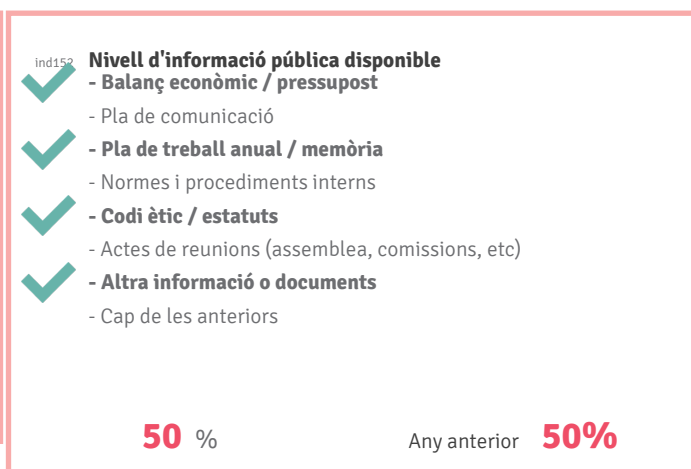 ind152 Nivell d'informació pública disponible
- Balanç econòmic / pressupost
- Pla de comunicació
- Pla de treball anual / memòria
- Normes i procediments interns
- Codi ètic / estatuts
- Actes de reunions (assemblea, comissions, etc)
- Altra informació o documents
- Cap de les anteriors
50 % Any anterior 50%